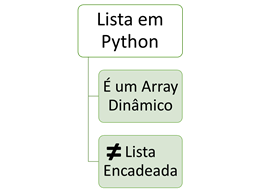 Lista em
Python
É um Array
Dinâmico
≠ Lista
Encadeada